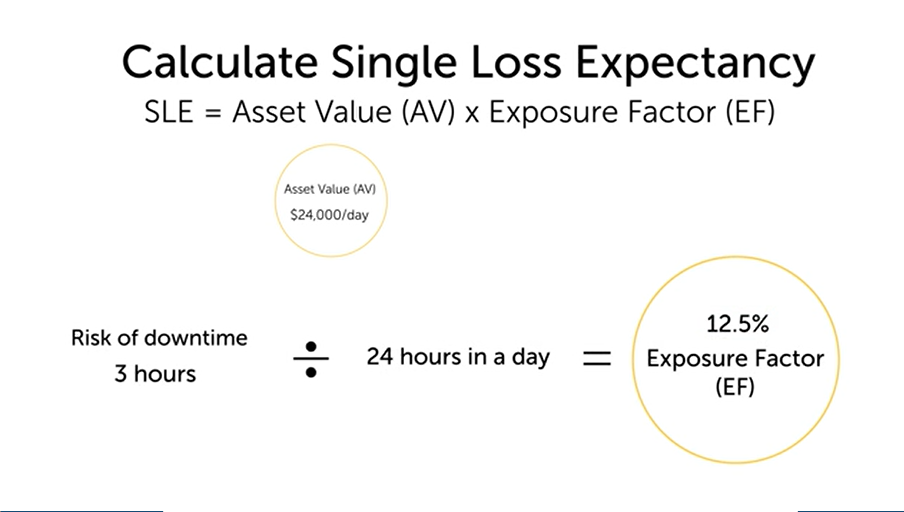 Calculate Single Loss Expectancy
SLE = Asset Value (AV) x Exposure Factor (EF)
Asset Value (AV)
$24,000/day
Risk of downtime
3 hours
÷
24 hours in a day
=
12.5%
Exposure Factor
(EF)